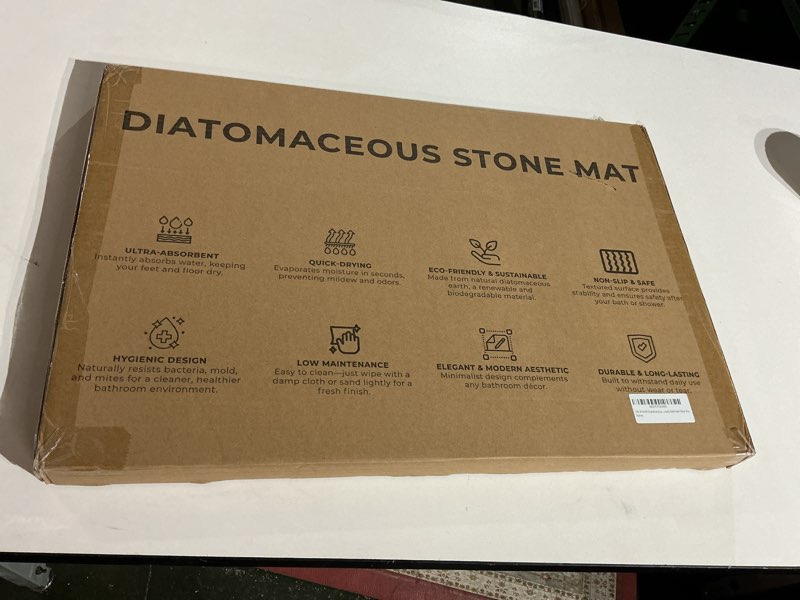 DIATOMACEOUS STONE MAT
ULTRA-ABSORBENT
Instantly absorbs water, keeping
your feet and floor dry.
QUICK-DRYING
Evaporates moisture in seconds,
preventing mildew and odors.
ECO-FRIENDLY & SUSTAINABLE
Made from natural diatomaceous
earth, a renewable and
biodegradable material.
NON-SLIP & SAFE
Textured surface provides
stability and ensures safety after
your bath or shower.
HYGIENIC DESIGN
Naturally resists bacteria, mold,
and mites for a cleaner, healthier
bathroom environment.
LOW MAINTENANCE
Easy to clean—just wipe with a
damp cloth or sand lightly for a
fresh finish.
ELEGANT & MODERN AESTHETIC
Minimalist design complements
any bathroom décor.
DURABLE & LONG-LASTING
Built to withstand daily use
without wear or tear.